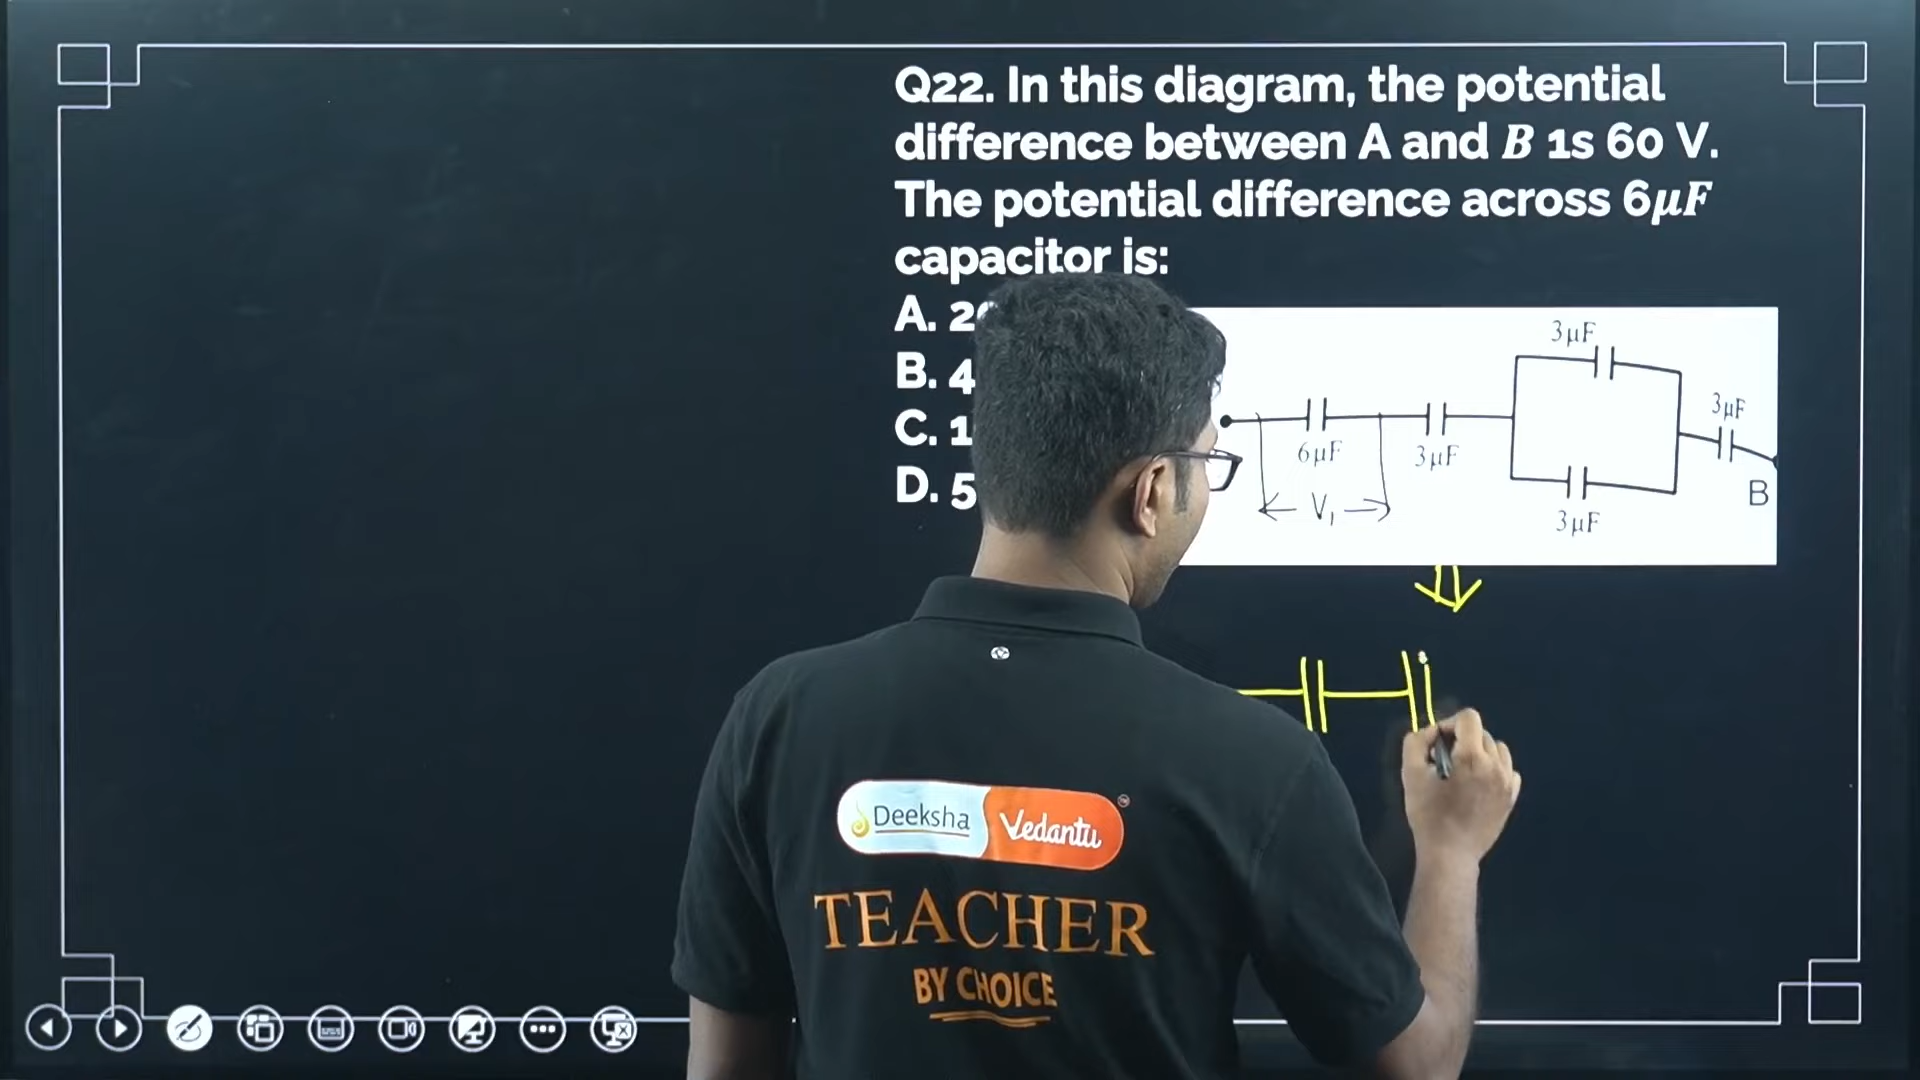 Q22. In this diagram, the potential
difference between A and B 1s 60 V.
The potential difference across 6μF
capacitor is:
A. 2
B. 4
C. 1
D. 5
3μF
3μF
6μF
3μF
V₁
B
3μF
Deeksha Vedantu
TEACHER
BY CHOICE